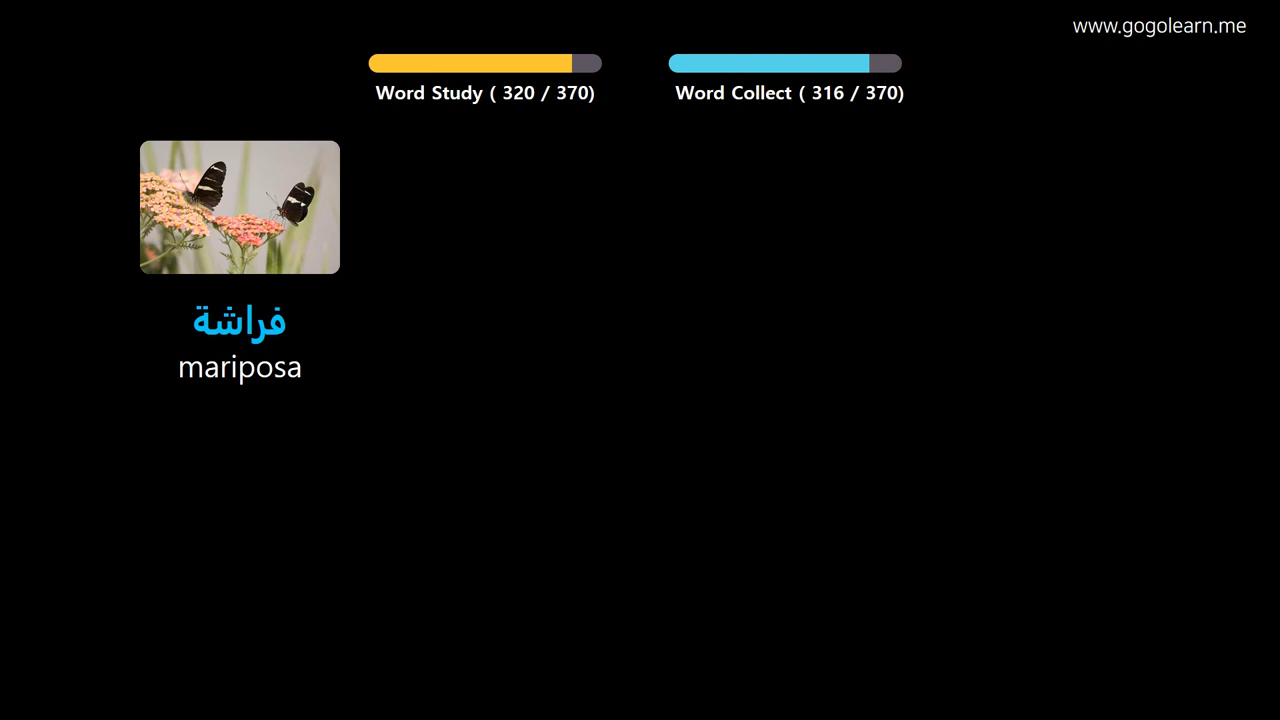 www.gogolearn.me
Word Study ( 320 / 370)
Word Collect ( 316 / 370)
فراشة
mariposa